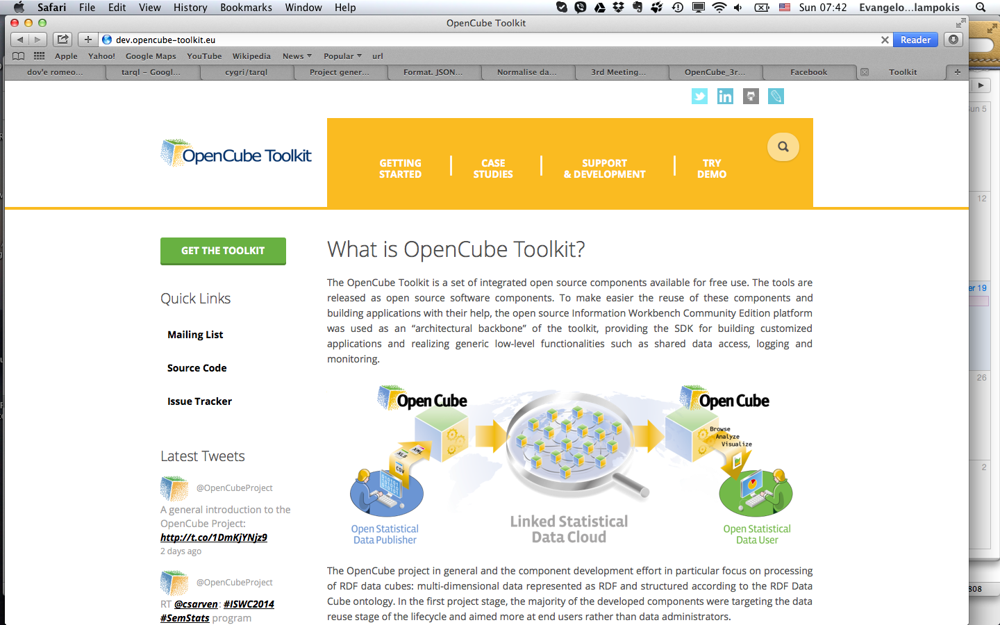 Safari File Edit View History Bookmarks Window Help Sun 07:42 Evangelo...lampokis
OpenCube Toolkit
dev.opencube-toolkit.eu Reader
Apple Yahoo! Google Maps YouTube Wikipedia News Popular url
dov'e romeo... tarql - Googl... cygri/tarql Project gener... Format. JSON... Normalise da... 3rd Meeting... OpenCube_3r... Facebook Toolkit
OpenCube Toolkit
GETTING
STARTED
CASE
STUDIES
SUPPORT
& DEVELOPMENT
TRY
DEMO
GET THE TOOLKIT
Quick Links
Mailing List
Source Code
Issue Tracker
Latest Tweets
@OpenCubeProject
A general introduction to the
OpenCube Project:
http://t.co/1DmKjYNjz9
2 days ago
@OpenCubeProject
RT @csarven: #ISWC2014
#SemStats program
What is OpenCube Toolkit?
The OpenCube Toolkit is a set of integrated open source components available for free use. The tools are
released as open source software components. To make easier the reuse of these components and
building applications with their help, the open source Information Workbench Community Edition platform
was used as an “architectural backbone” of the toolkit, providing the SDK for building customized
applications and realizing generic low-level functionalities such as shared data access, logging and
monitoring.
Open Cube
Open Cube
XLS
XML
CSV
Browse
Analyze
Visualize
Open Statistical
Data Publisher
Linked Statistical
Data Cloud
Open Statistical
Data User
The OpenCube project in general and the component development effort in particular focus on processing
of RDF data cubes: multi-dimensional data represented as RDF and structured according to the RDF Data
Cube ontology. In the first project stage, the majority of the developed components were targeting the data
reuse stage of the lifecycle and aimed more at end users rather than data administrators.
un 5
12
er 19
26
2
808